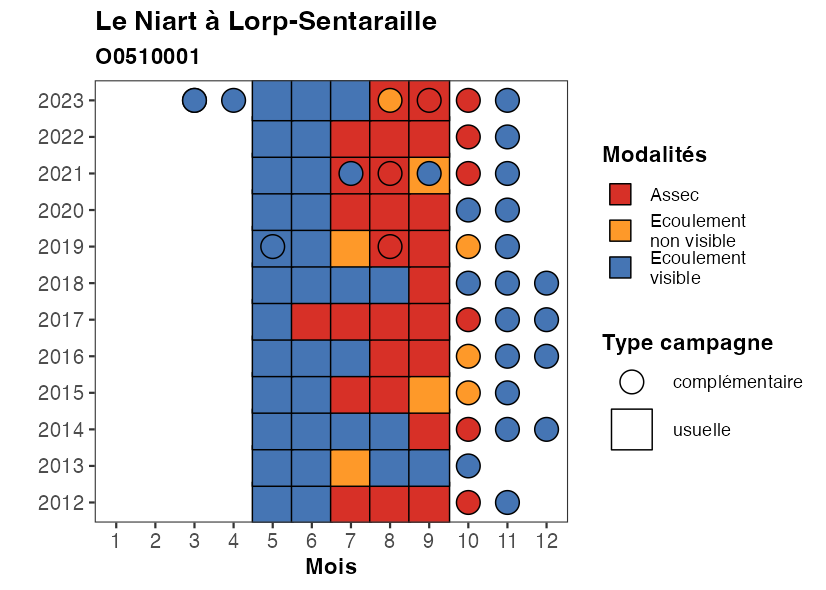 Le Niart à Lorp-Sentaraille
O0510001
2023
2022
2021
2020
2019
2018
2017
2016
2015
2014
2013
2012
1 2 3 4 5 6 7 8 9 10 11 12
Mois
Modalités
Assec
Ecoulement
non visible
Ecoulement
visible
Type campagne
complémentaire
usuelle